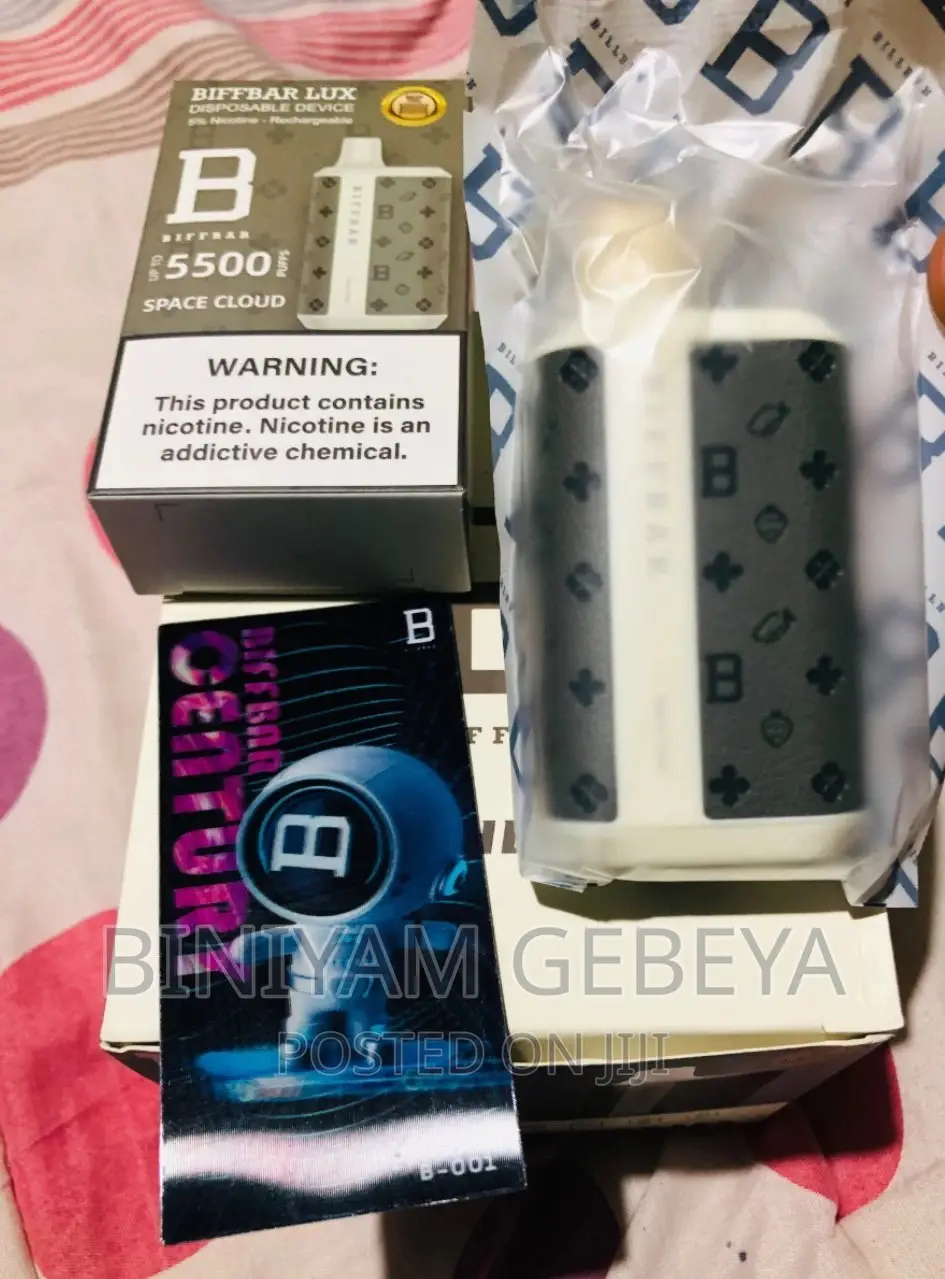 BIFFBAR LUX
DISPOSABLE DEVICE
5% Nicotine - Rechargeable
B
BIFFBAR
UP TO 5500 PUFFS
SPACE CLOUD
BIFFBAR
WARNING:
This product contains
nicotine. Nicotine is an
addictive chemical.
B
BIFFBAR
B
B
BIFFBAR
CENTURY
B
B-001
BINIYAM GEBEYA
POSTED ON JIJI